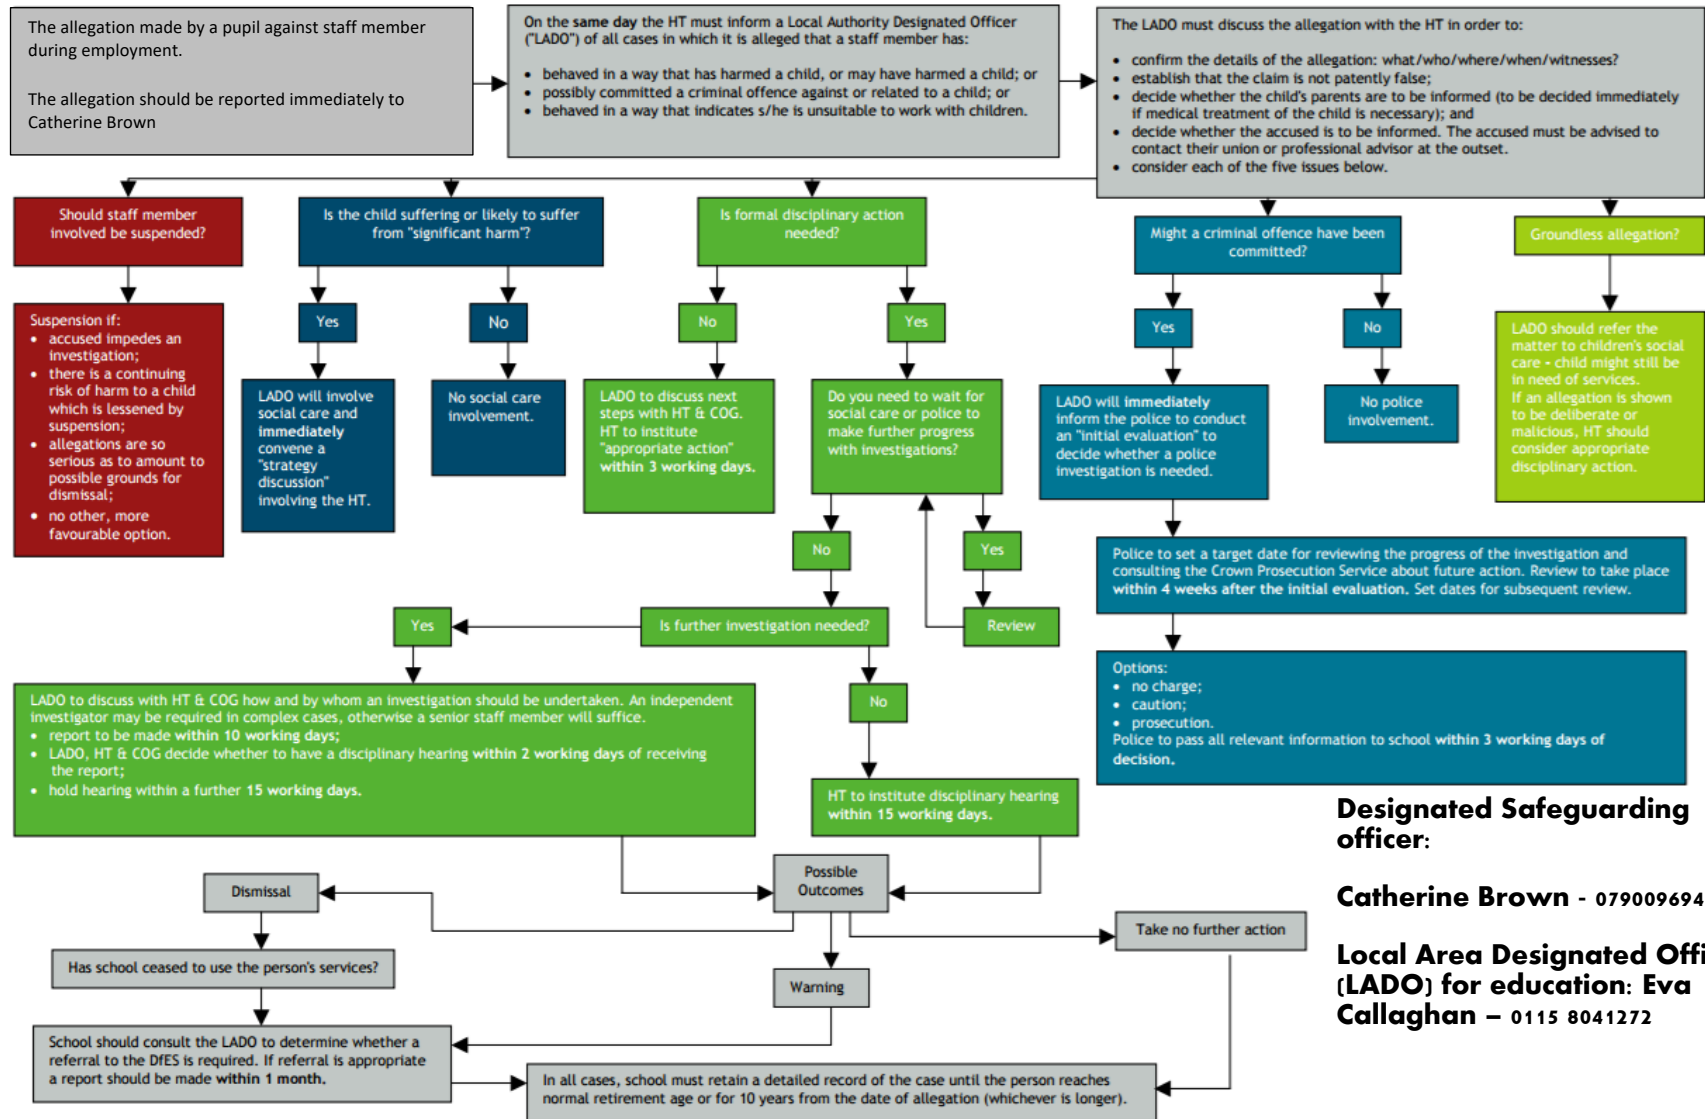 The allegation made by a pupil against staff member
during employment.
The allegation should be reported immediately to
Catherine Brown
On the same day the HT must inform a Local Authority Designated Officer
("LADO") of all cases in which it is alleged that a staff member has:
• behaved in a way that has harmed a child, or may have harmed a child; or
• possibly committed a criminal offence against or related to a child; or
• behaved in a way that indicates s/he is unsuitable to work with children.
The LADO must discuss the allegation with the HT in order to:
• confirm the details of the allegation: what/who/where/when/witnesses?
• establish that the claim is not patently false;
• decide whether the child's parents are to be informed (to be decided immediately
if medical treatment of the child is necessary); and
• decide whether the accused is to be informed. The accused must be advised to
contact their union or professional advisor at the outset.
• consider each of the five issues below.
Should staff member
involved be suspended?
Is the child suffering or likely to suffer
from "significant harm"?
Is formal disciplinary action
needed?
Might a criminal offence have been
committed?
Groundless allegation?
Suspension if:
• accused impedes an
investigation;
• there is a continuing
risk of harm to a child
which is lessened by
suspension;
• allegations are so
serious as to amount to
possible grounds for
dismissal;
• no other, more
favourable option.
Yes
No
No
Yes
Yes
No
LADO will involve
social care and
immediately
convene a
"strategy
discussion"
involving the HT.
No social care
involvement.
LADO to discuss next
steps with HT & COG.
HT to institute
"appropriate action"
within 3 working days.
Do you need to wait for
social care or police to
make further progress
with investigations?
LADO will immediately
inform the police to conduct
an "initial evaluation" to
decide whether a police
investigation is needed.
No police
involvement.
LADO should refer the
matter to children's social
care - child might still be
in need of services.
If an allegation is shown
to be deliberate or
malicious, HT should
consider appropriate
disciplinary action.
No
Yes
Police to set a target date for reviewing the progress of the investigation and
consulting the Crown Prosecution Service about future action. Review to take place
within 4 weeks after the initial evaluation. Set dates for subsequent review.
Yes
Is further investigation needed?
Review
Options:
• no charge;
• caution;
• prosecution.
Police to pass all relevant information to school within 3 working days of
decision.
LADO to discuss with HT & COG how and by whom an investigation should be undertaken. An independent
investigator may be required in complex cases, otherwise a senior staff member will suffice.
• report to be made within 10 working days;
• LADO, HT & COG decide whether to have a disciplinary hearing within 2 working days of receiving
the report;
• hold hearing within a further 15 working days.
No
HT to institute disciplinary hearing
within 15 working days.
Designated Safeguarding
officer:
Catherine Brown - 079009694
Local Area Designated Offi
(LADO) for education: Eva
Callaghan – 0115 8041272
Possible
Outcomes
Dismissal
Take no further action
Has school ceased to use the person's services?
Warning
School should consult the LADO to determine whether a
referral to the DfES is required. If referral is appropriate
a report should be made within 1 month.
In all cases, school must retain a detailed record of the case until the person reaches
normal retirement age or for 10 years from the date of allegation (whichever is longer).